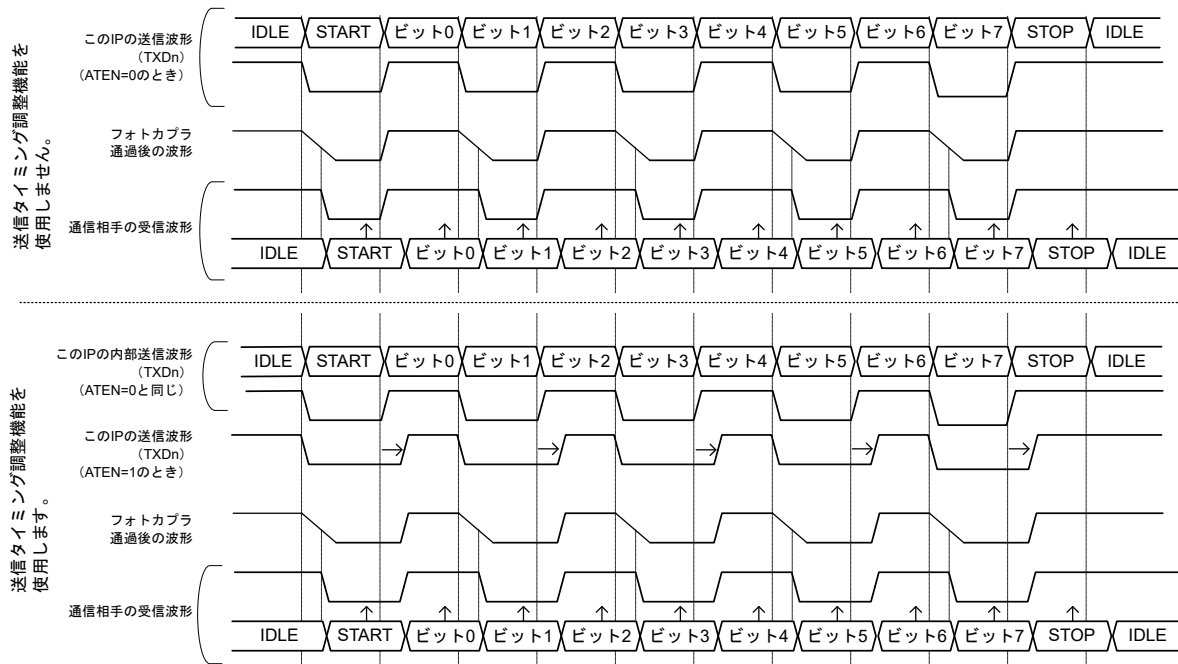 送信タイミング調整機能を
使用しません。
このIPの送信波形
(TXDn)
(ATEN=0のとき)
IDLE START ビット0 ビット1 ビット2 ビット3 ビット4 ビット5 ビット6 ビット7 STOP IDLE
フォトカプラ
通過後の波形
通信相手の受信波形
IDLE START ビット0 ビット1 ビット2 ビット3 ビット4 ビット5 ビット6 ビット7 STOP IDLE
送信タイミング調整機能を
使用します。
このIPの内部送信波形
(TXDn)
(ATEN=0と同じ)
IDLE START ビット0 ビット1 ビット2 ビット3 ビット4 ビット5 ビット6 ビット7 STOP IDLE
このIPの送信波形
(TXDn)
(ATEN=1のとき)
フォトカプラ
通過後の波形
通信相手の受信波形
IDLE START ビット0 ビット1 ビット2 ビット3 ビット4 ビット5 ビット6 ビット7 STOP IDLE